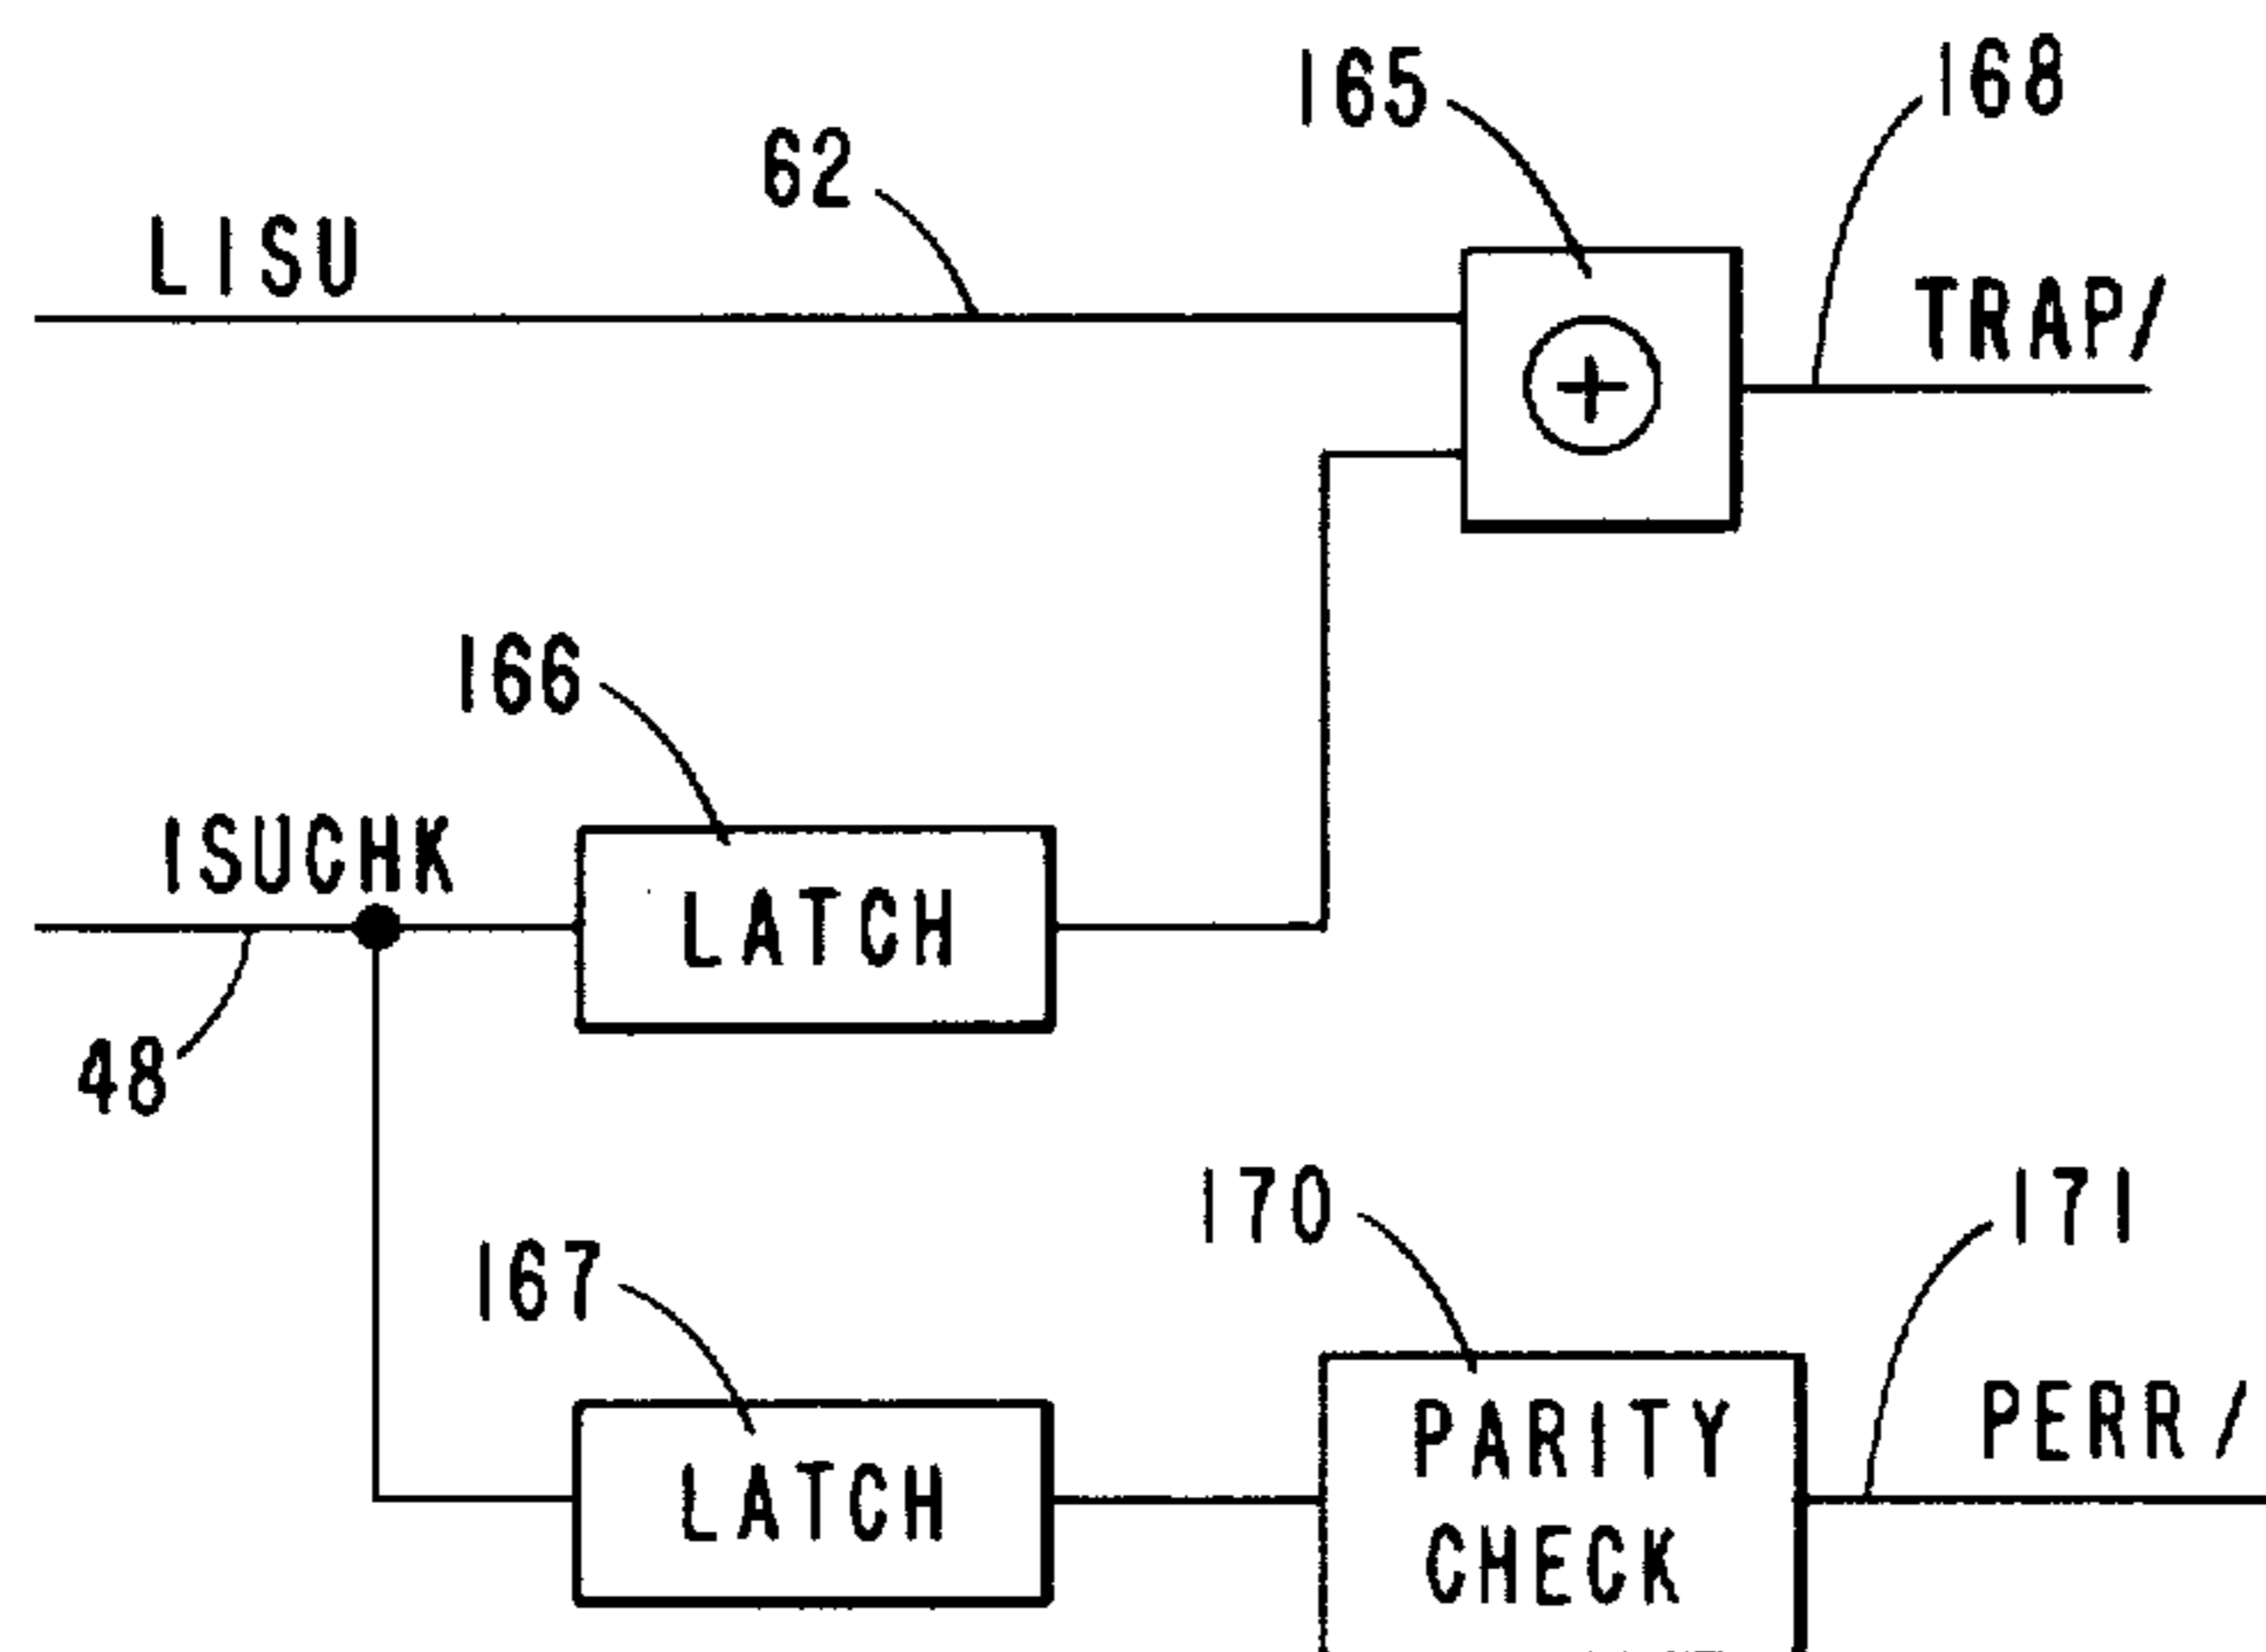 165
168
62
LISU
TRAP/
166
ISUCHK
LATCH
48
170
171
167
PERR/
PARITY
LATCH
CHECK